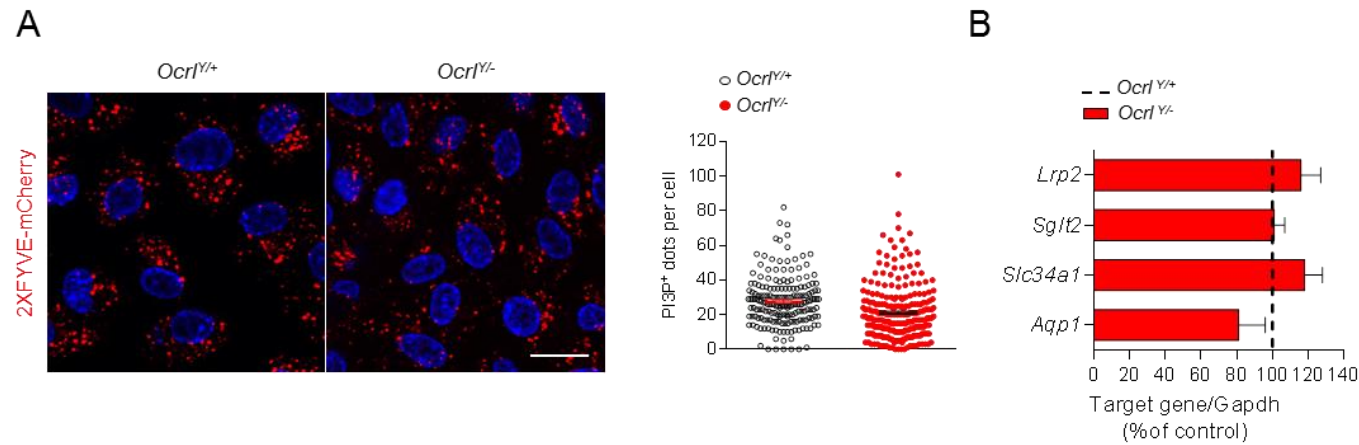 A
B
Ocrl^Y/+
Ocrl^Y/-
2XFYVE-mCherry
Ocrl^Y/+
Ocrl^Y/-
PI3P⁺ dots per cell
120
100
80
60
40
20
0
Ocrl^Y/+
Ocrl^Y/-
Lrp2
Sglt2
Slc34a1
Aqp1
0 20 40 60 80 100 120 140
Target gene/Gapdh
(% of control)